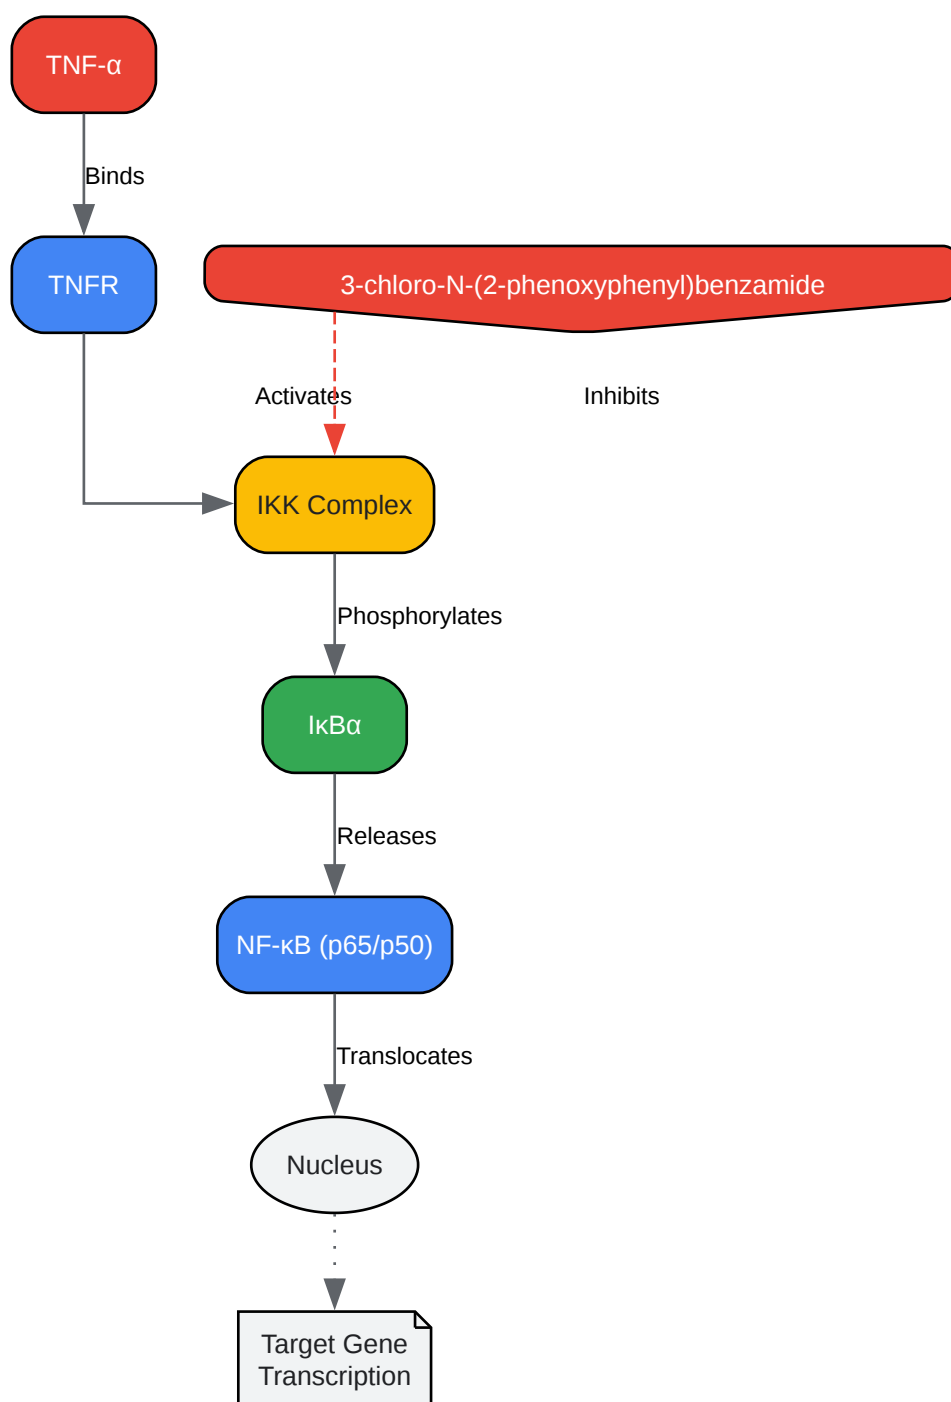 TNF-α
Binds
TNFR
3-chloro-N-(2-phenoxyphenyl)benzamide
Activates
Inhibits
IKK Complex
Phosphorylates
IκBα
Releases
NF-κB (p65/p50)
Translocates
Nucleus
Target Gene
Transcription